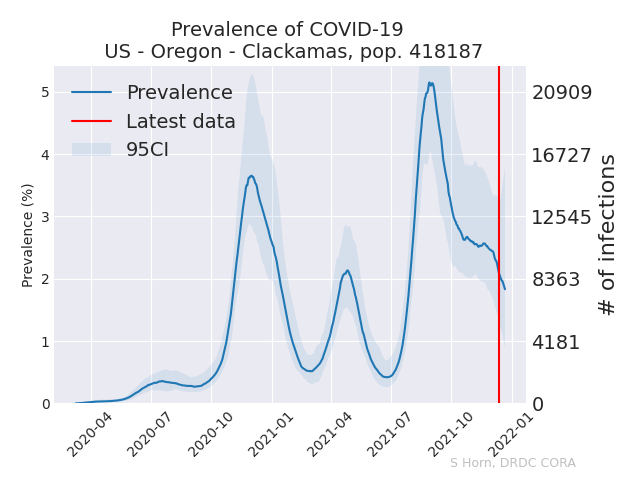 Prevalence of COVID-19
US - Oregon - Clackamas, pop. 418187
Prevalence
Latest data
95CI
Prevalence (%)
5
4
3
2
1
0
20909
16727
12545
8363
4181
0
# of infections
2020-04
2020-07
2020-10
2021-01
2021-04
2021-07
2021-10
2022-01
S Horn, DRDC CORA